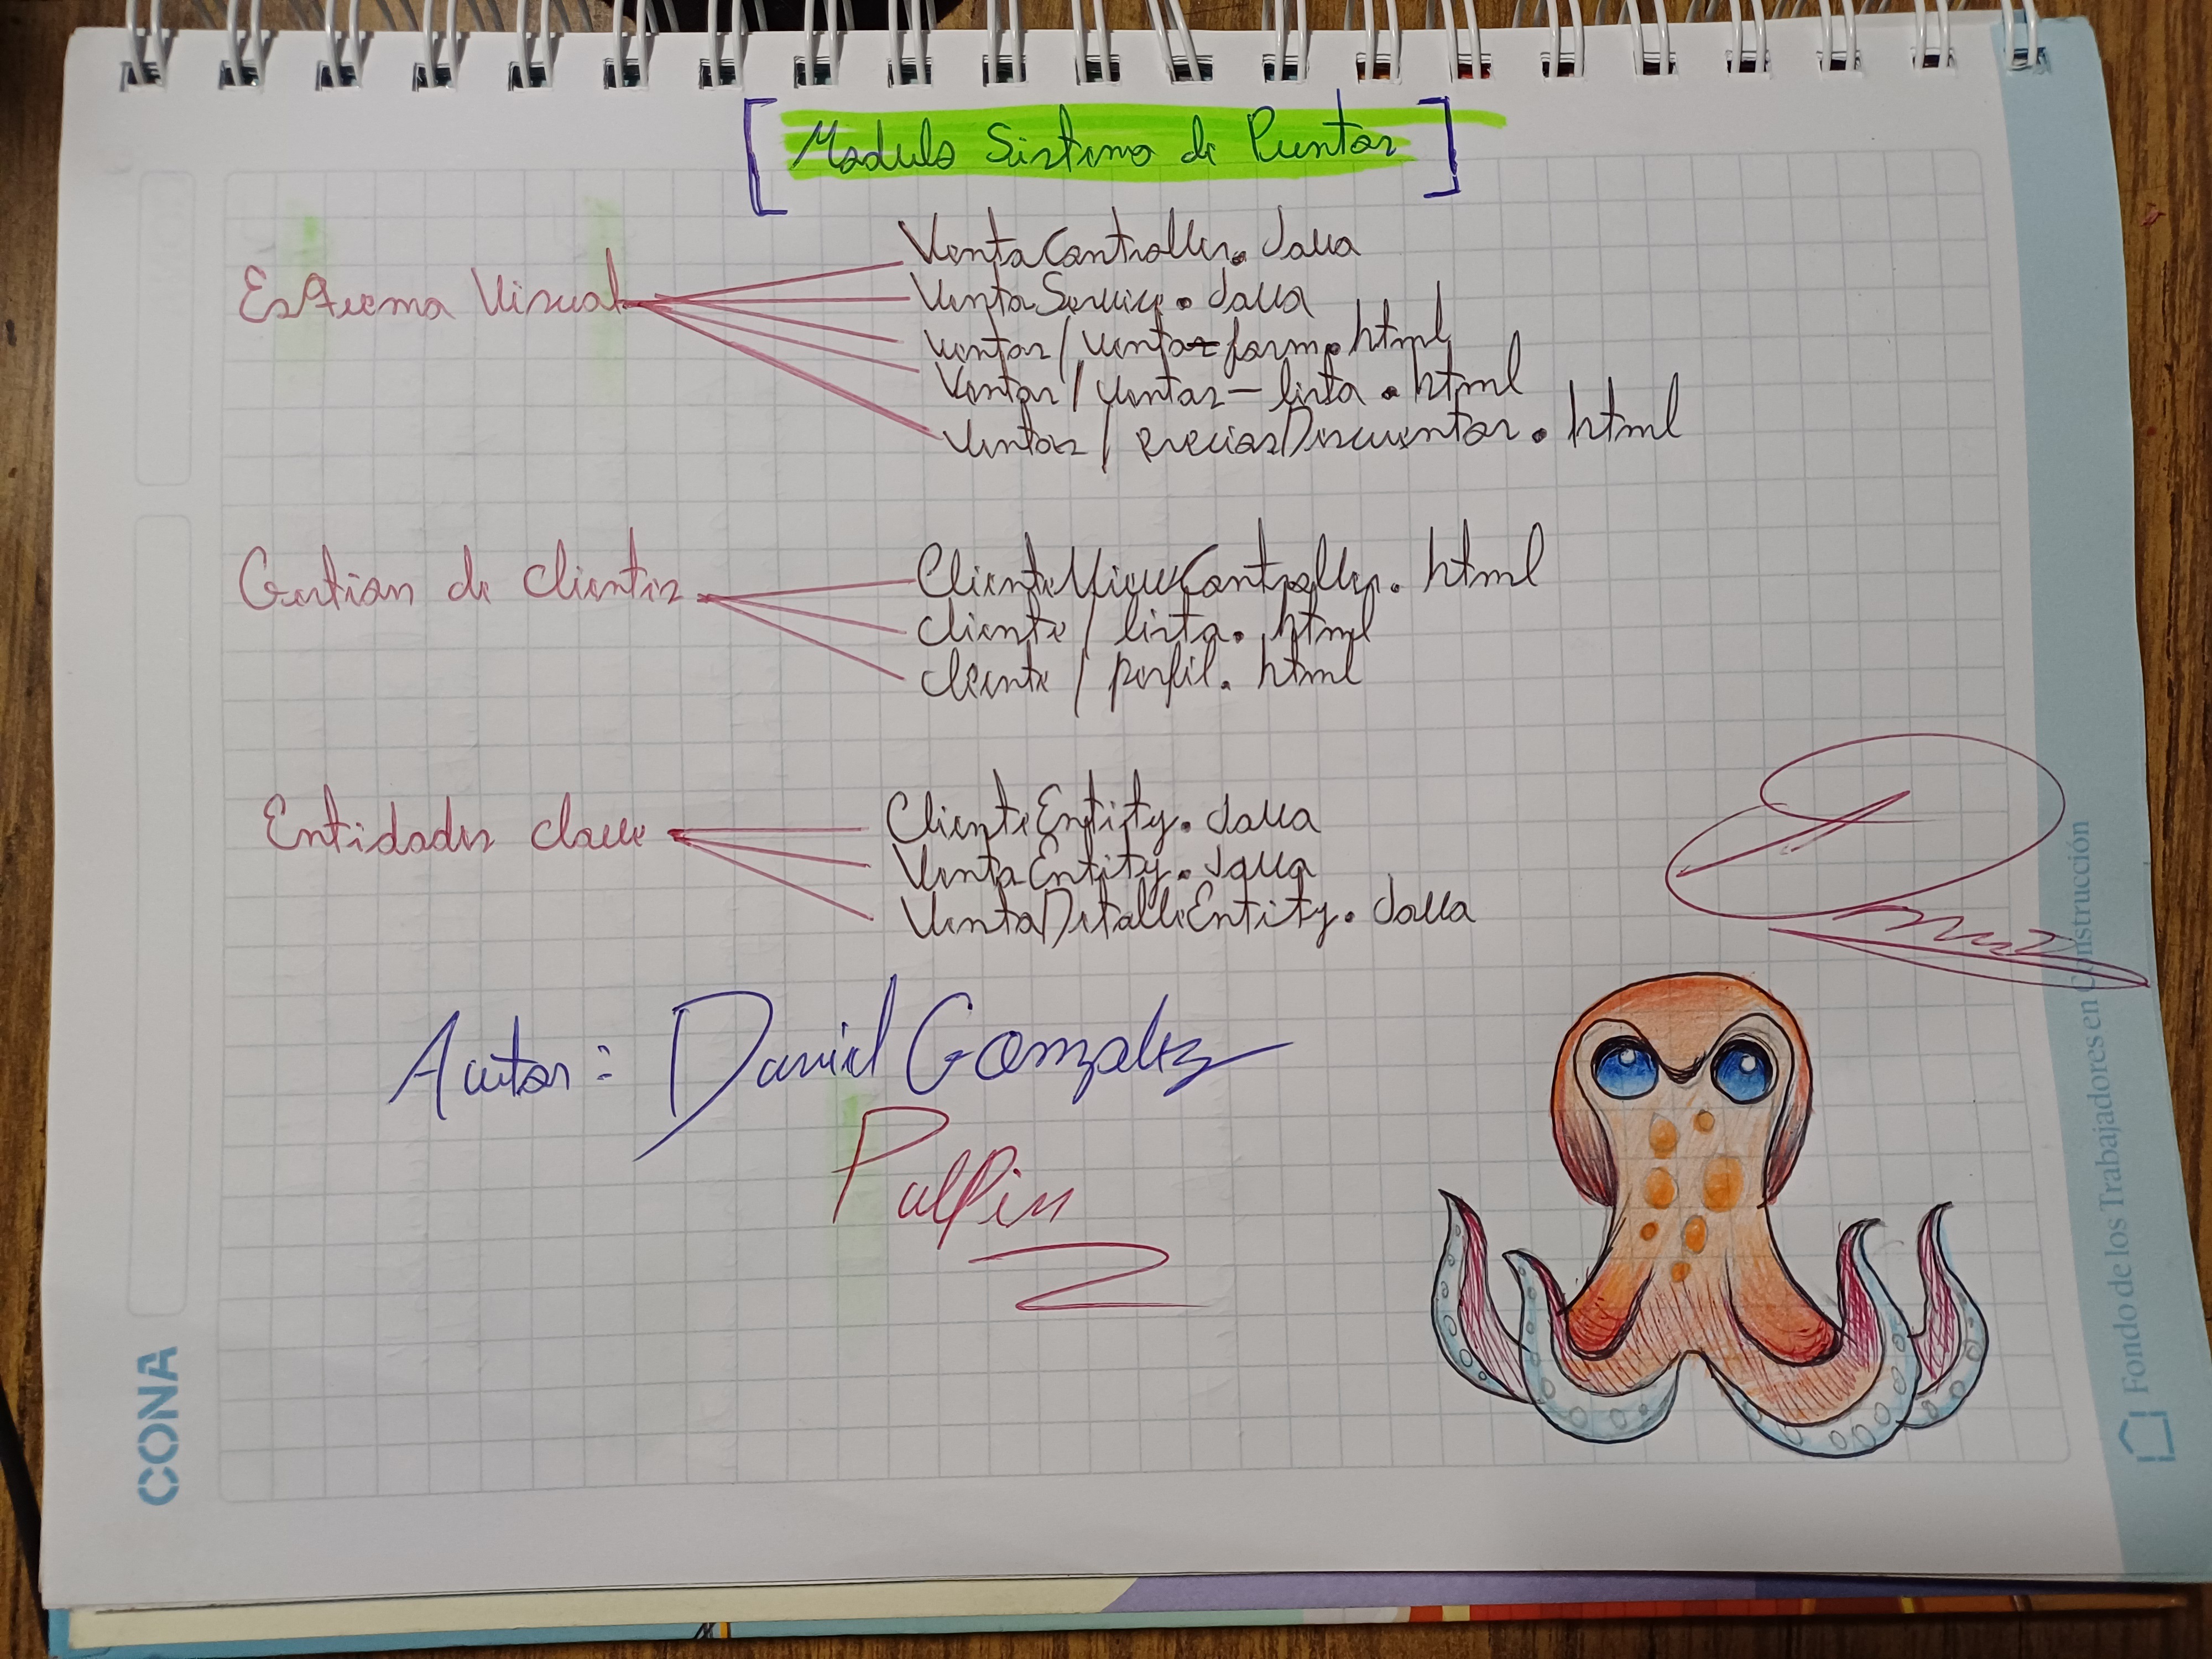 [Modulo Sistema de Puntos]
Esquema Visual
VentaController.Java
VentaService.Java
ventas/ventas-form.html
Ventas/ventas-lista.html
Ventas/preciosDescuentos.html
Gestion de Clientes
ClienteViewController.html
cliente/lista.html
cliente/perfil.html
Entidades clave
ClienteEntity.Java
VentaEntity.Java
VentaDetalleEntity.Java
Autor: Daniel Gonzalez
PulPin
CONA
Fondo de los Trabajadores en Construcción